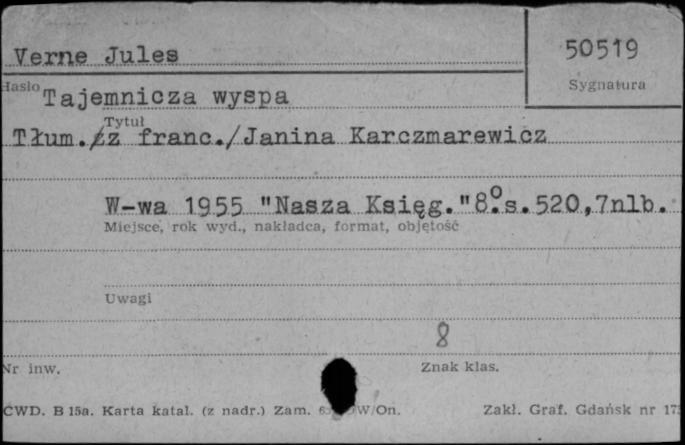 Verne Jules
50519
Hasło
Sygnatura
Tajemnicza wyspa
Tytuł
Tłum./z franc./Janina Karczmarewicz
W-wa 1955 "Nasza Księg."8°.s.520,7nlb.
Miejsce, rok wyd., nakładca, format, objętość
Uwagi
8
Nr inw.
Znak klas.
CWD. B 15a. Karta katal. (z nadr.) Zam. W/On.
Zakł. Graf. Gdańsk nr